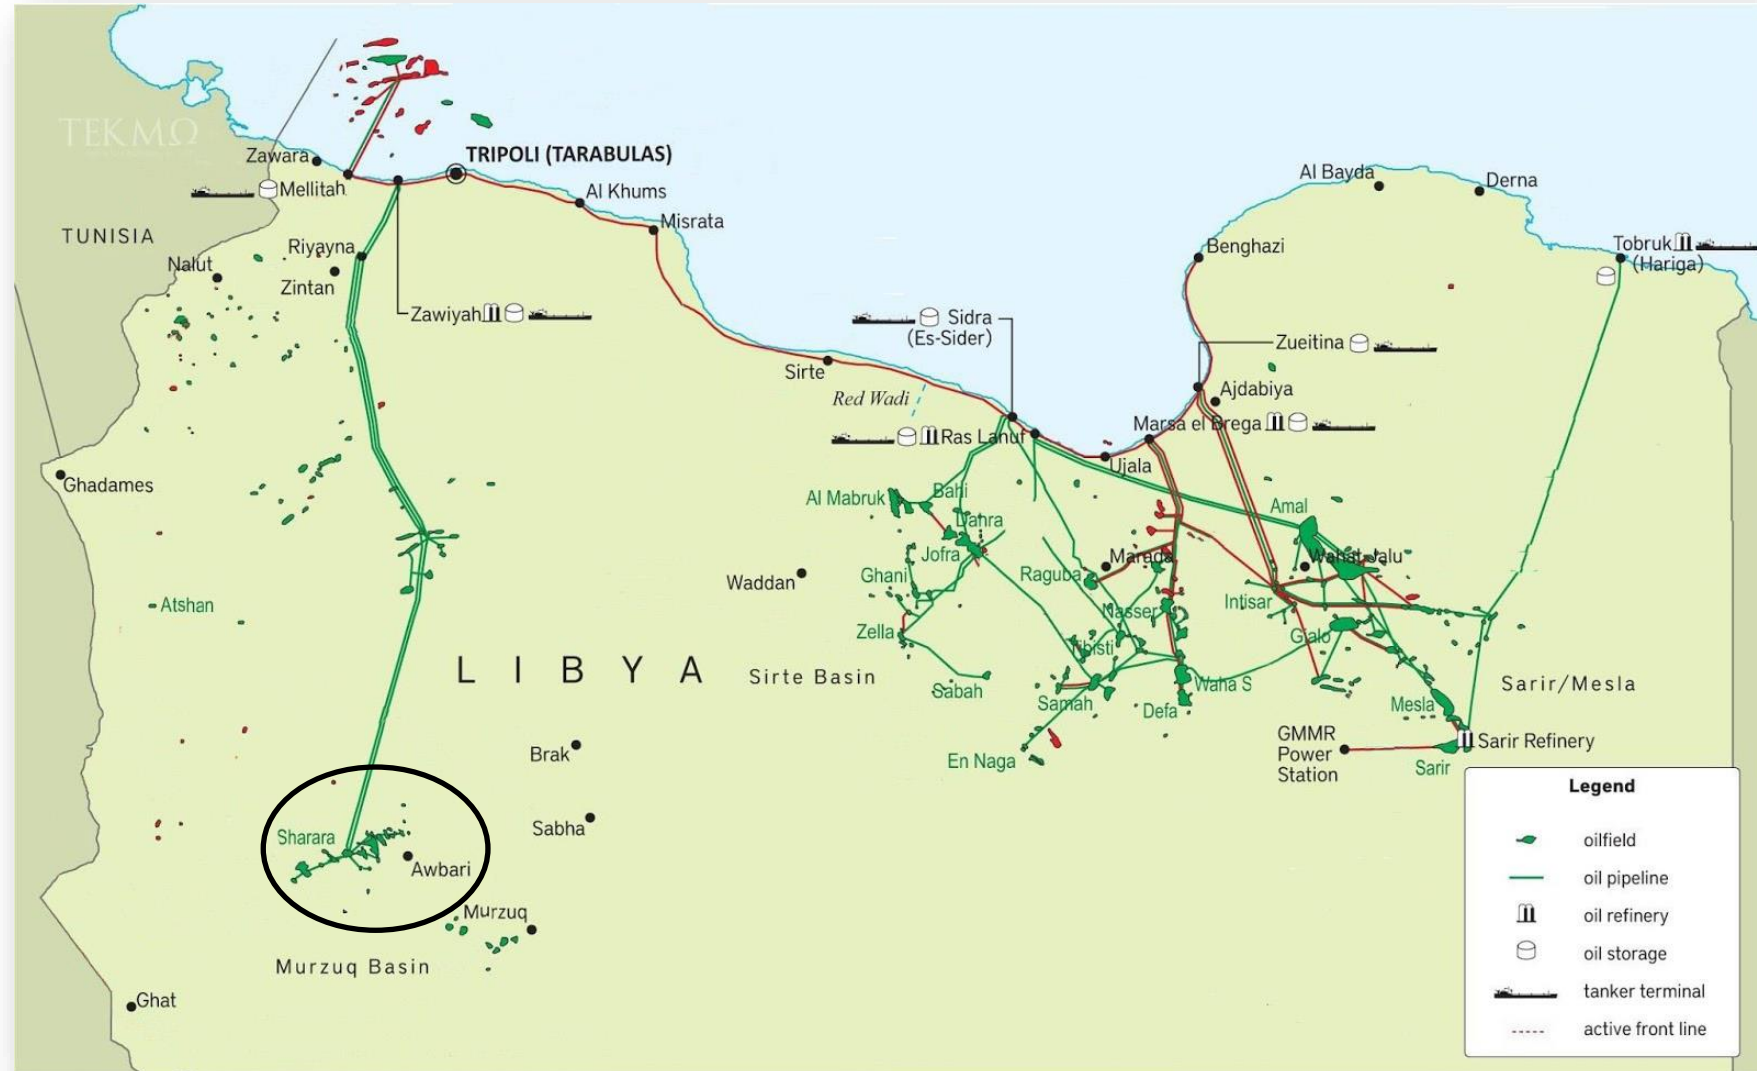 TEKMΩ
TRIPOLI (TARABULAS)
Zawara
Mellitah
Al Khums
Misrata
TUNISIA
Riyayna
Nalut
Zintan
Zawiyah
Al Bayda
Derna
Benghazi
Tobruk
(Hariga)
Sidra
(Es-Sider)
Zueitina
Sirte
Red Wadi
Ajdabiya
Marsa el Brega
Ras Lanuf
Ujala
Ghadames
Al Mabruk
Bahi
Dahra
Amal
Jofra
Marada
Wahat Jalu
Waddan
Ghani
Raguba
Atshan
Nasser
Intisar
Zella
Gialo
Tibisti
L I B Y A
Sirte Basin
Sabah
Samah
Waha S
Defa
Sarir/Mesla
Mesla
Brak
En Naga
GMMR
Power
Station
Sarir Refinery
Sarir
Sharara
Sabha
Awbari
Murzuq
Murzuq Basin
Ghat
Legend
oilfield
oil pipeline
oil refinery
oil storage
tanker terminal
active front line